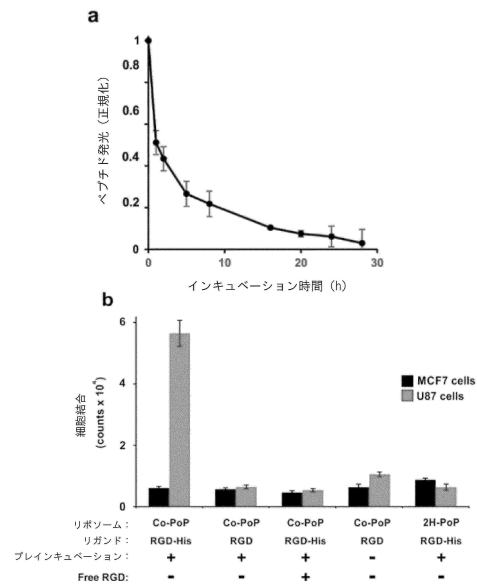 a
1
0.8
0.6
0.4
0.2
0
ペプチド発光（正規化）
0 10 20 30
インキュベーション時間（h）
b
6
4
2
0
細胞結合
(counts x 10⁴)
MCF7 cells
U87 cells
リポソーム： Co-PoP Co-PoP Co-PoP Co-PoP 2H-PoP
リガンド： RGD-His RGD RGD-His RGD RGD-His
プレインキュベーション： + + + - +
Free RGD: - - + - -